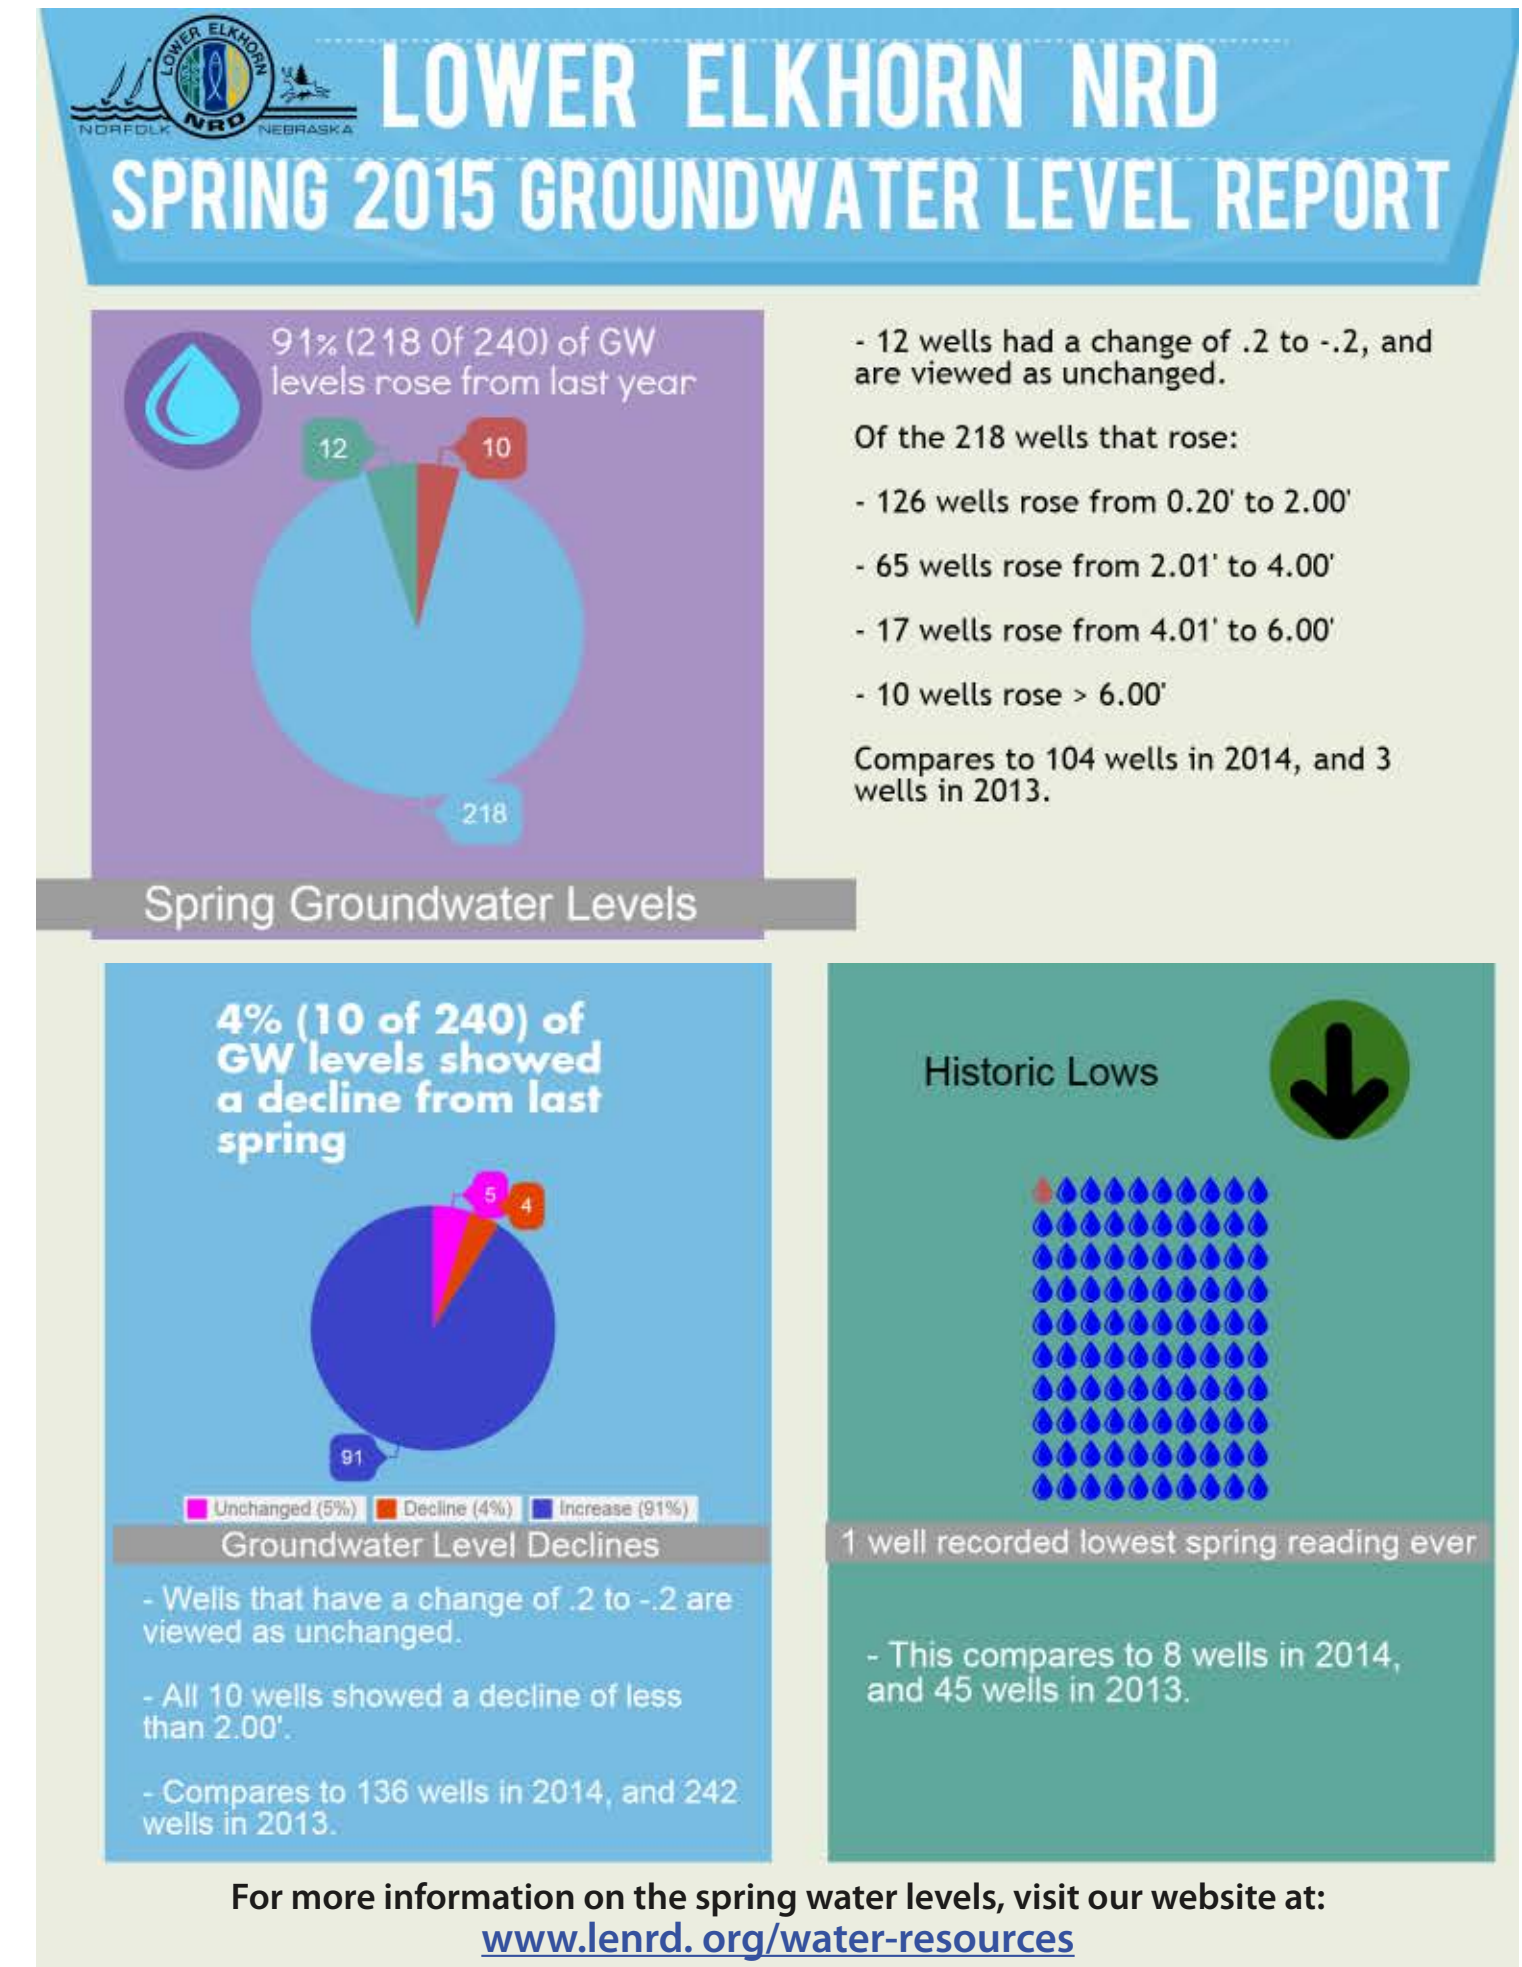 LOWER ELKHORN
NRD
NORFOLK NEBRASKA
LOWER ELKHORN NRD
SPRING 2015 GROUNDWATER LEVEL REPORT
91% (218 Of 240) of GW
levels rose from last year
12
10
218
Spring Groundwater Levels
- 12 wells had a change of .2 to -.2, and
are viewed as unchanged.
Of the 218 wells that rose:
- 126 wells rose from 0.20' to 2.00'
- 65 wells rose from 2.01' to 4.00'
- 17 wells rose from 4.01' to 6.00'
- 10 wells rose > 6.00'
Compares to 104 wells in 2014, and 3
wells in 2013.
4% (10 of 240) of
GW levels showed
a decline from last
spring
5
4
91
Unchanged (5%) Decline (4%) Increase (91%)
Groundwater Level Declines
- Wells that have a change of .2 to -.2 are
viewed as unchanged.
- All 10 wells showed a decline of less
than 2.00'.
- Compares to 136 wells in 2014, and 242
wells in 2013.
Historic Lows
1 well recorded lowest spring reading ever
- This compares to 8 wells in 2014,
and 45 wells in 2013.
For more information on the spring water levels, visit our website at:
www.lenrd. org/water-resources